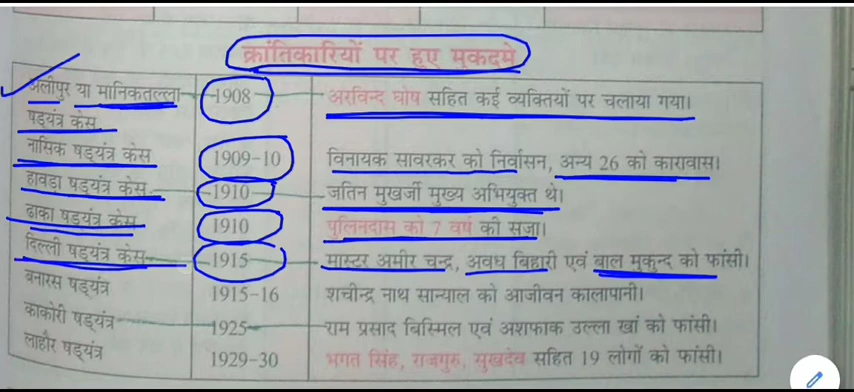 क्रांतिकारियों पर हुए मुकदमे
अलीपुर या मानिकतल्ला 1908 अरविन्द घोष सहित कई व्यक्तियों पर चलाया गया।
षड्यंत्र केस
नासिक षड्यंत्र केस 1909-10 विनायक सावरकर को निर्वासन, अन्य 26 को कारावास।
हावड़ा षड्यंत्र केस 1910 जतिन मुखर्जी मुख्य अभियुक्त थे।
ढाका षड्यंत्र केस 1910 पुलिनदास को 7 वर्ष की सजा।
दिल्ली षड्यंत्र केस 1915 मास्टर अमीर चन्द्र, अवध बिहारी एवं बाल मुकुन्द को फांसी।
बनारस षड्यंत्र 1915-16 शचीन्द्र नाथ सान्याल को आजीवन कालापानी।
काकोरी षड्यंत्र 1925 राम प्रसाद बिस्मिल एवं अशफाक उल्ला खां को फांसी।
लाहौर षड्यंत्र 1929-30 भगत सिंह, राजगुरु, सुखदेव सहित 19 लोगों को फांसी।